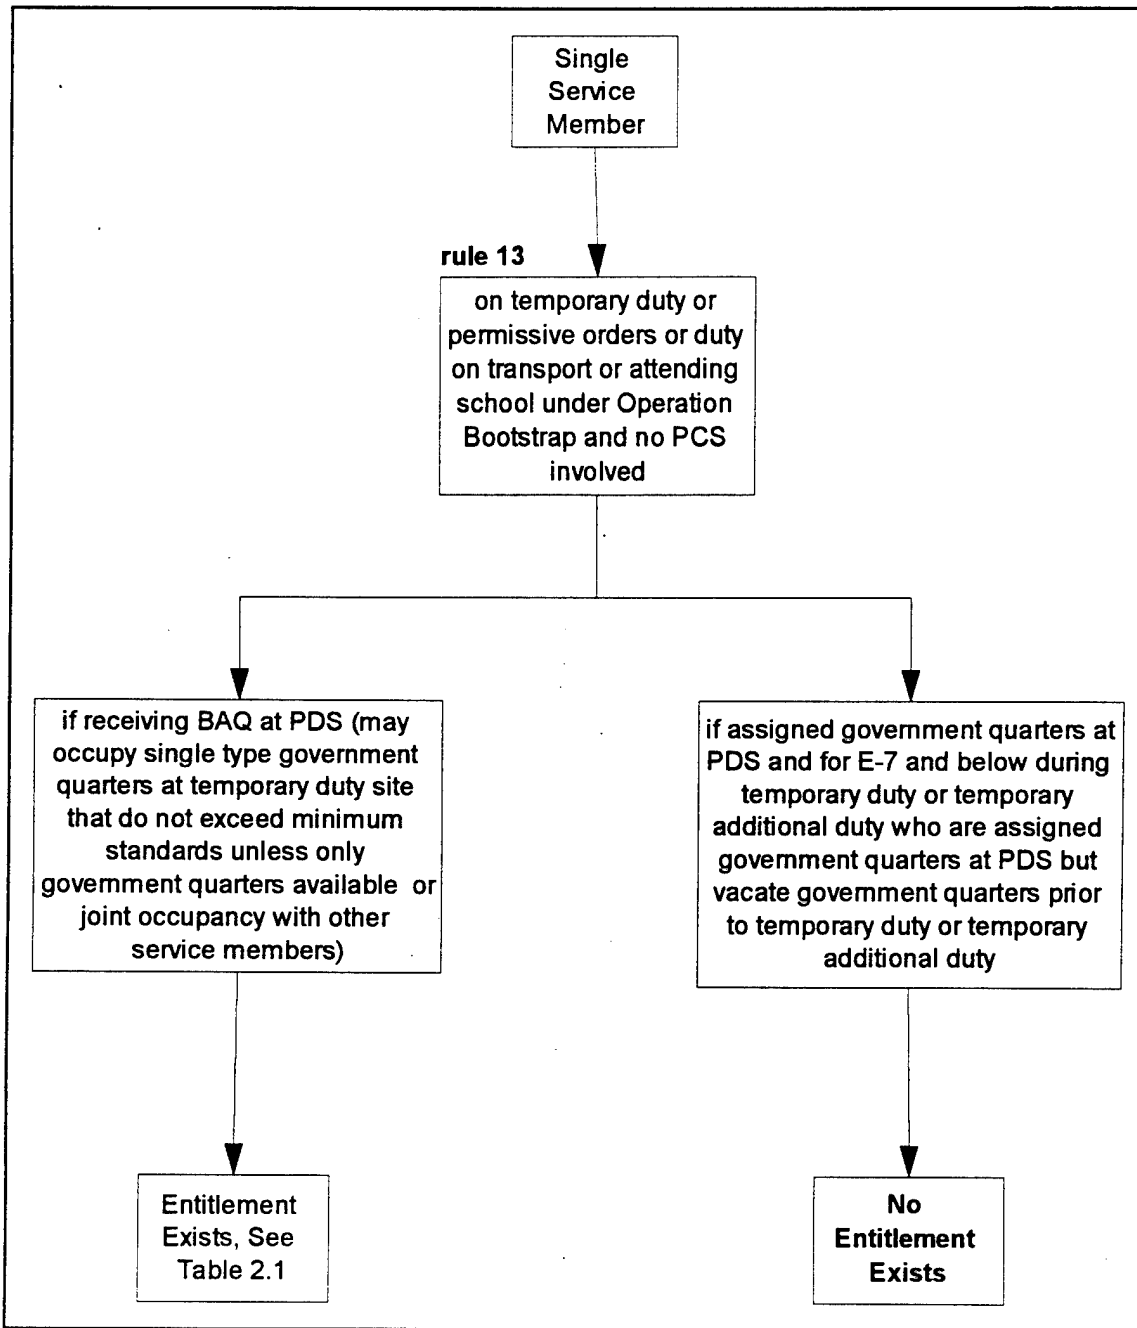 Single
Service
Member
rule 13
on temporary duty or
permissive orders or duty
on transport or attending
school under Operation
Bootstrap and no PCS
involved
if receiving BAQ at PDS (may
occupy single type government
quarters at temporary duty site
that do not exceed minimum
standards unless only
government quarters available or
joint occupancy with other
service members)
if assigned government quarters at
PDS and for E-7 and below during
temporary duty or temporary
additional duty who are assigned
government quarters at PDS but
vacate government quarters prior
to temporary duty or temporary
additional duty
Entitlement
Exists, See
Table 2.1
No
Entitlement
Exists